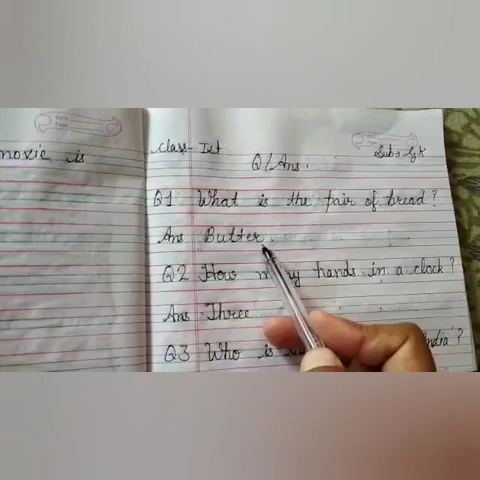 movie is
Class- Ist
Sub:- GK
Q/Ans.
Q1 What is the pair of bread?
Ans Butter
Q2 How many hands in a clock?
Ans Three
Q3 Who is India?